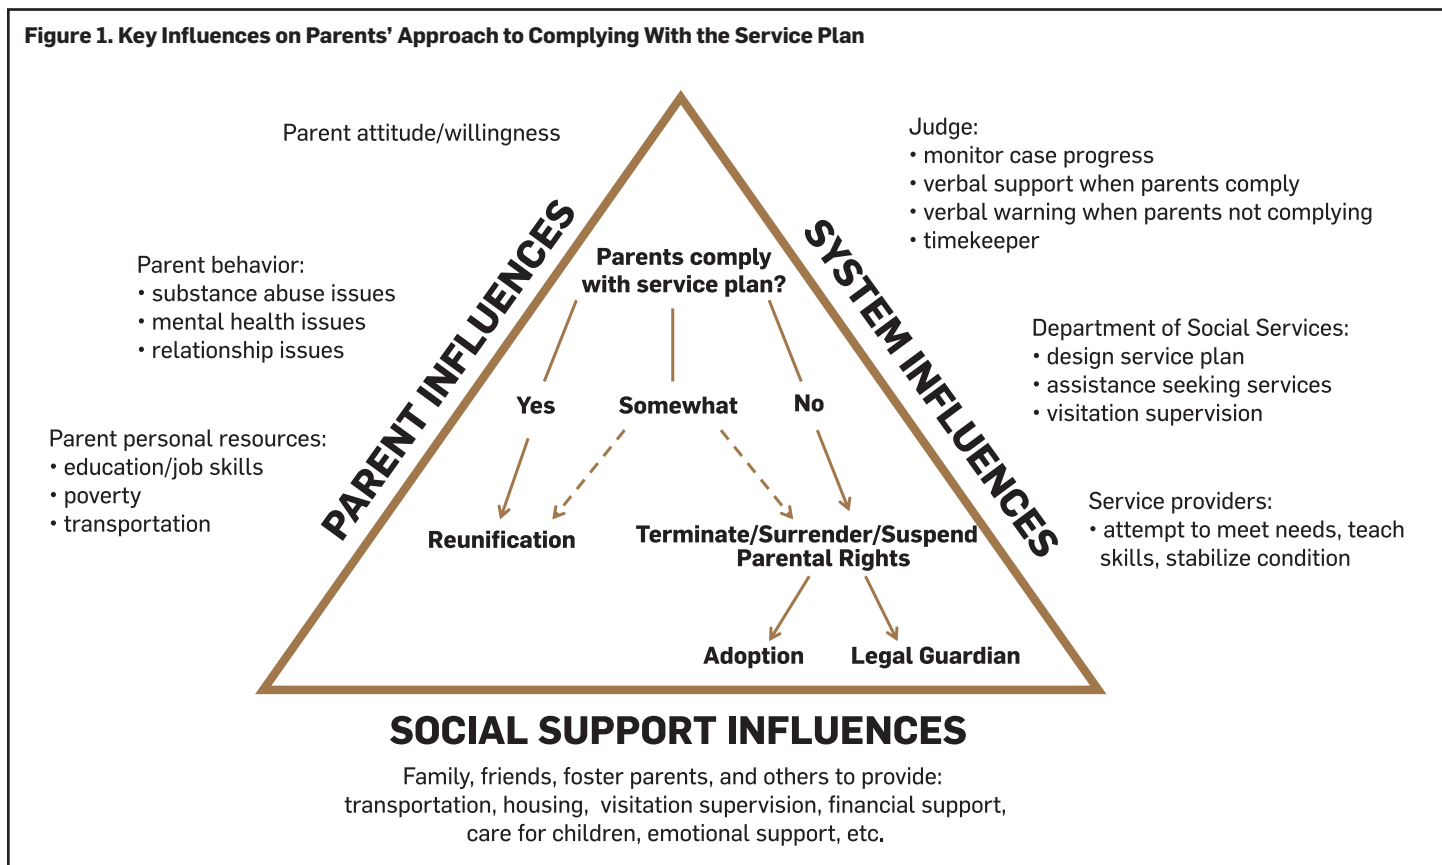 Figure 1. Key Influences on Parents’ Approach to Complying With the Service Plan
Parent attitude/willingness
Parent behavior:
• substance abuse issues
• mental health issues
• relationship issues
Parent personal resources:
• education/job skills
• poverty
• transportation
PARENT INFLUENCES
Parents comply
with service plan?
Yes
Somewhat
No
Reunification
Terminate/Surrender/Suspend
Parental Rights
Adoption
Legal Guardian
SYSTEM INFLUENCES
Judge:
• monitor case progress
• verbal support when parents comply
• verbal warning when parents not complying
• timekeeper
Department of Social Services:
• design service plan
• assistance seeking services
• visitation supervision
Service providers:
• attempt to meet needs, teach
skills, stabilize condition
SOCIAL SUPPORT INFLUENCES
Family, friends, foster parents, and others to provide:
transportation, housing, visitation supervision, financial support,
care for children, emotional support, etc.